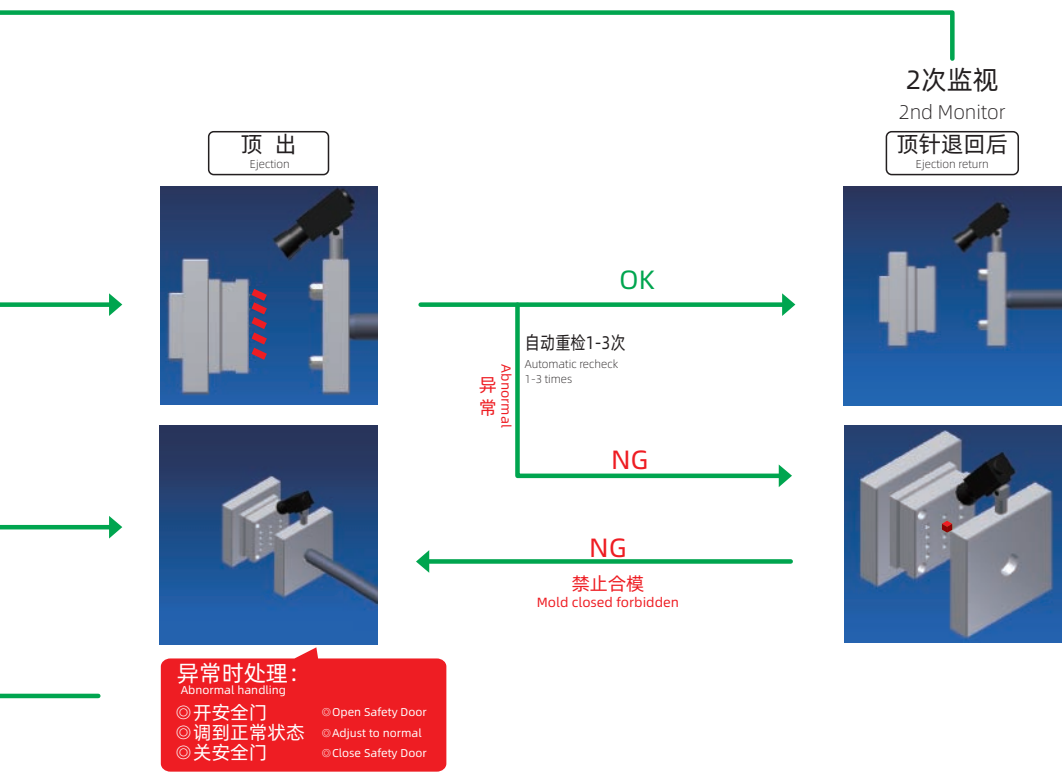 2次监视
2nd Monitor
顶 出
Ejection
顶针退回后
Ejection return
OK
自动重检1-3次
Automatic recheck
1-3 times
异常
Abnormal
NG
NG
禁止合模
Mold closed forbidden
异常时处理：
Abnormal handling
◎开安全门 ◎Open Safety Door
◎调到正常状态 ◎Adjust to normal
◎关安全门 ◎Close Safety Door